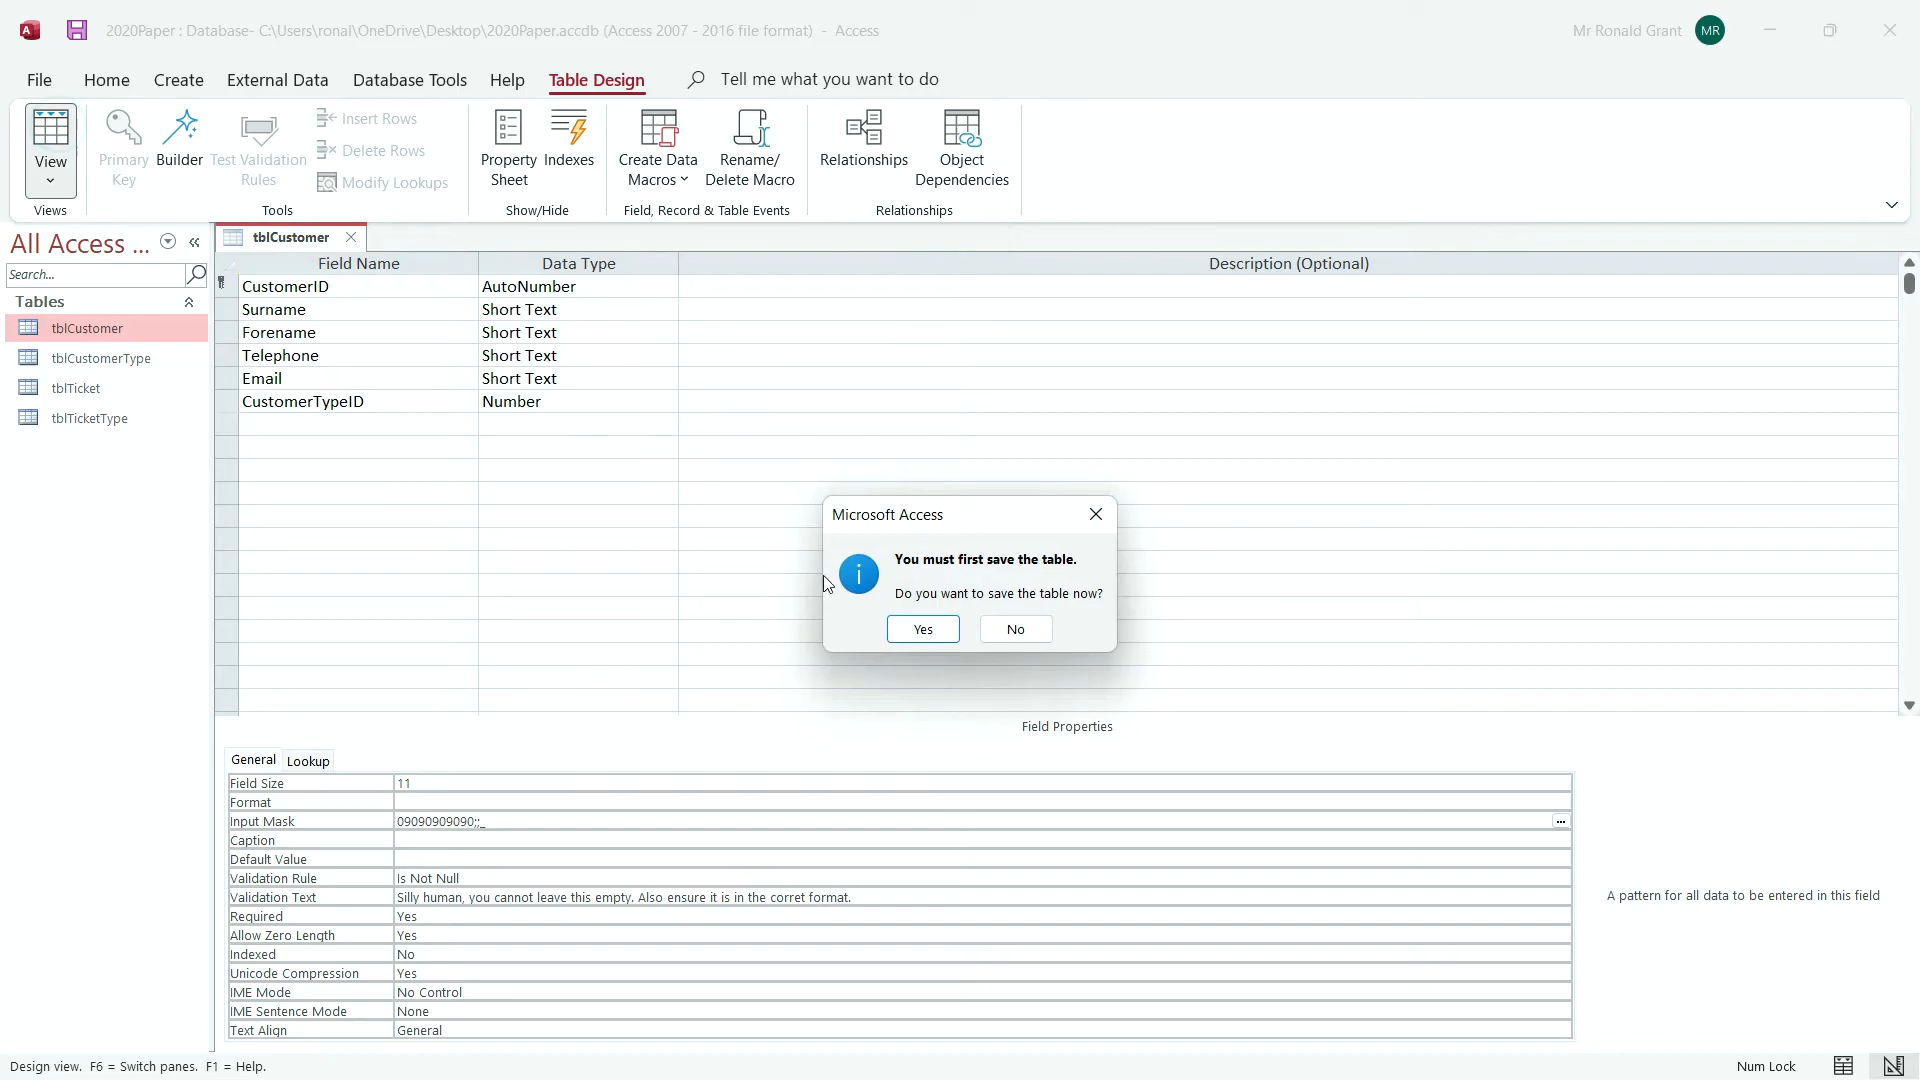 2020Paper : Database- C:\Users\ronal\OneDrive\Desktop\2020Paper.accdb (Access 2007 - 2016 file format) - Access
Mr Ronald Grant
MR
File
Home
Create
External Data
Database Tools
Help
Table Design
Tell me what you want to do
View
Primary
Key
Builder
Test Validation
Rules
Insert Rows
Delete Rows
Modify Lookups
Property
Sheet
Indexes
Create Data
Macros
Rename/
Delete Macro
Relationships
Object
Dependencies
Views
Tools
Show/Hide
Field, Record & Table Events
Relationships
All Access ...
Search...
Tables
tblCustomer
tblCustomerType
tblTicket
tblTicketType
tblCustomer
Field Name Data Type Description (Optional)
CustomerID AutoNumber
Surname Short Text
Forename Short Text
Telephone Short Text
Email Short Text
CustomerTypeID Number
Microsoft Access
You must first save the table.
Do you want to save the table now?
Yes
No
Field Properties
General
Lookup
Field Size 11
Format
Input Mask 09090909090;;_
Caption
Default Value
Validation Rule Is Not Null
Validation Text Silly human, you cannot leave this empty. Also ensure it is in the corret format.
Required Yes
Allow Zero Length Yes
Indexed No
Unicode Compression Yes
IME Mode No Control
IME Sentence Mode None
Text Align General
A pattern for all data to be entered in this field
Design view. F6 = Switch panes. F1 = Help.
Num Lock